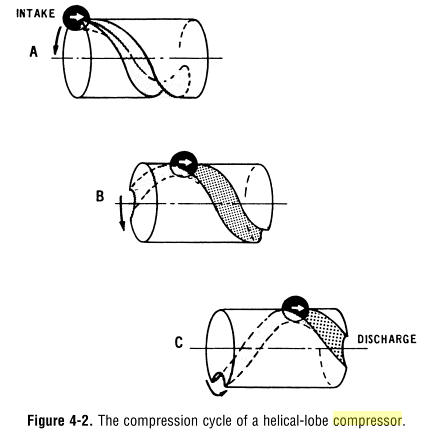 INTAKE
A
B
C
DISCHARGE
Figure 4-2. The compression cycle of a helical-lobe compressor.